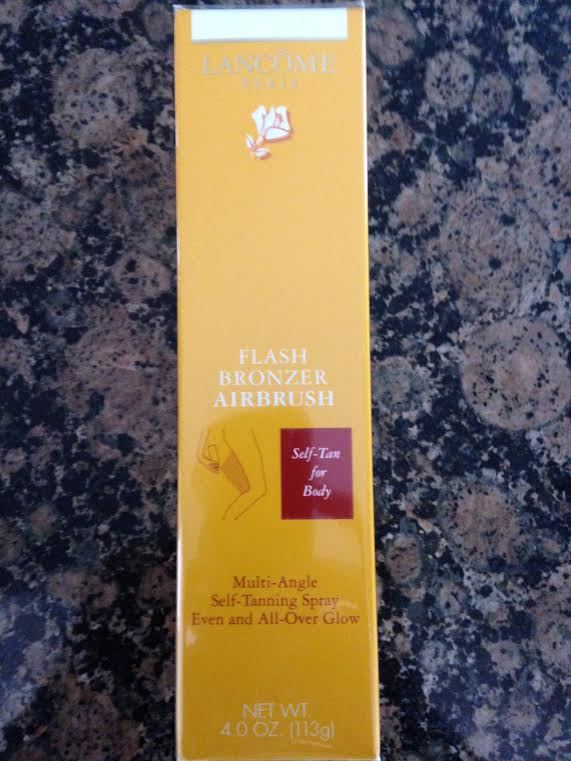 LANCÔME
PARIS
FLASH
BRONZER
AIRBRUSH
Self-Tan
for
Body
Multi-Angle
Self-Tanning Spray
Even and All-Over Glow
NET WT.
4.0 OZ. (113g)